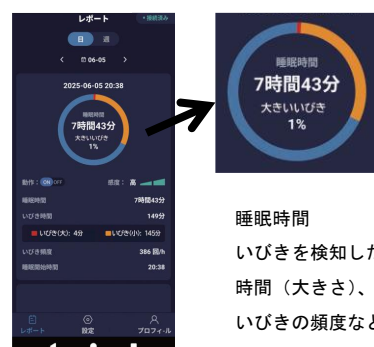 レポート
・接続済み
日 週
< 06-05 >
2025-06-05 20:38
睡眠時間
7時間43分
大きいいびき
1%
動作： ON OFF 感度： 高
睡眠時間 7時間43分
いびき時間 149分
いびき(大): 4分 いびき(小): 145分
いびき頻度 386 回/h
睡眠開始時間 20:38
レポート 設定 プロフィール
睡眠時間
7時間43分
大きいいびき
1%
睡眠時間
いびきを検知した
時間（大きさ）、
いびきの頻度など